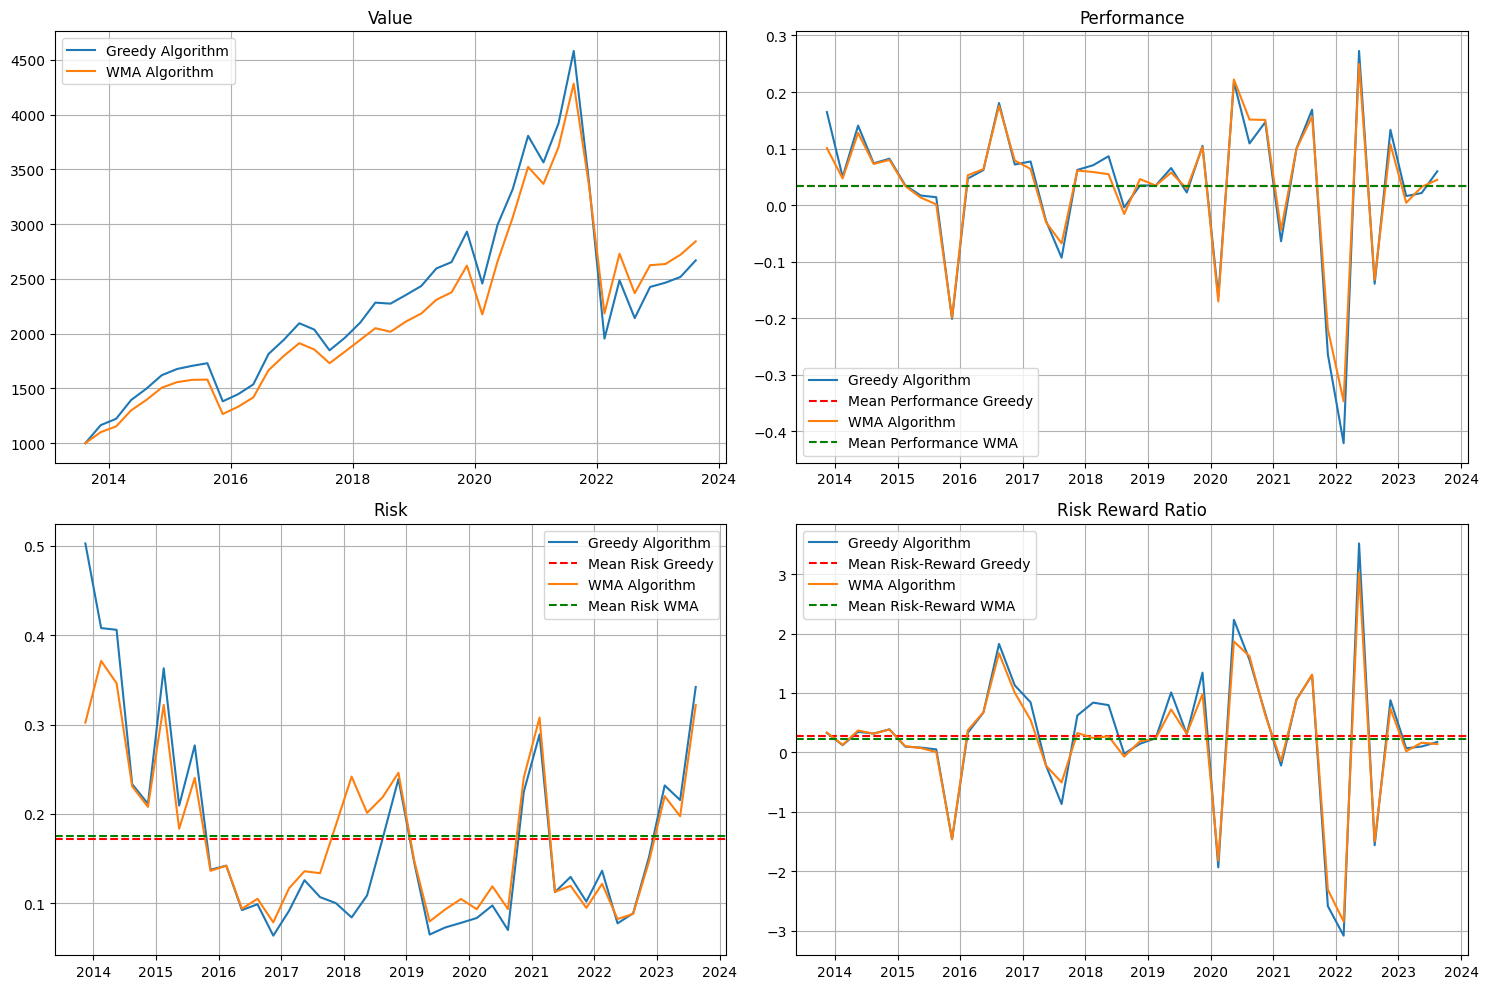 Value
Greedy Algorithm
WMA Algorithm
4500
4000
3500
3000
2500
2000
1500
1000
2014 2016 2018 2020 2022 2024
Performance
0.3
0.2
0.1
0.0
−0.1
−0.2
−0.3
−0.4
Greedy Algorithm
Mean Performance Greedy
WMA Algorithm
Mean Performance WMA
2014 2015 2016 2017 2018 2019 2020 2021 2022 2023 2024
Risk
Greedy Algorithm
Mean Risk Greedy
WMA Algorithm
Mean Risk WMA
0.5
0.4
0.3
0.2
0.1
2014 2015 2016 2017 2018 2019 2020 2021 2022 2023 2024
Risk Reward Ratio
Greedy Algorithm
Mean Risk-Reward Greedy
WMA Algorithm
Mean Risk-Reward WMA
3
2
1
0
−1
−2
−3
2014 2015 2016 2017 2018 2019 2020 2021 2022 2023 2024